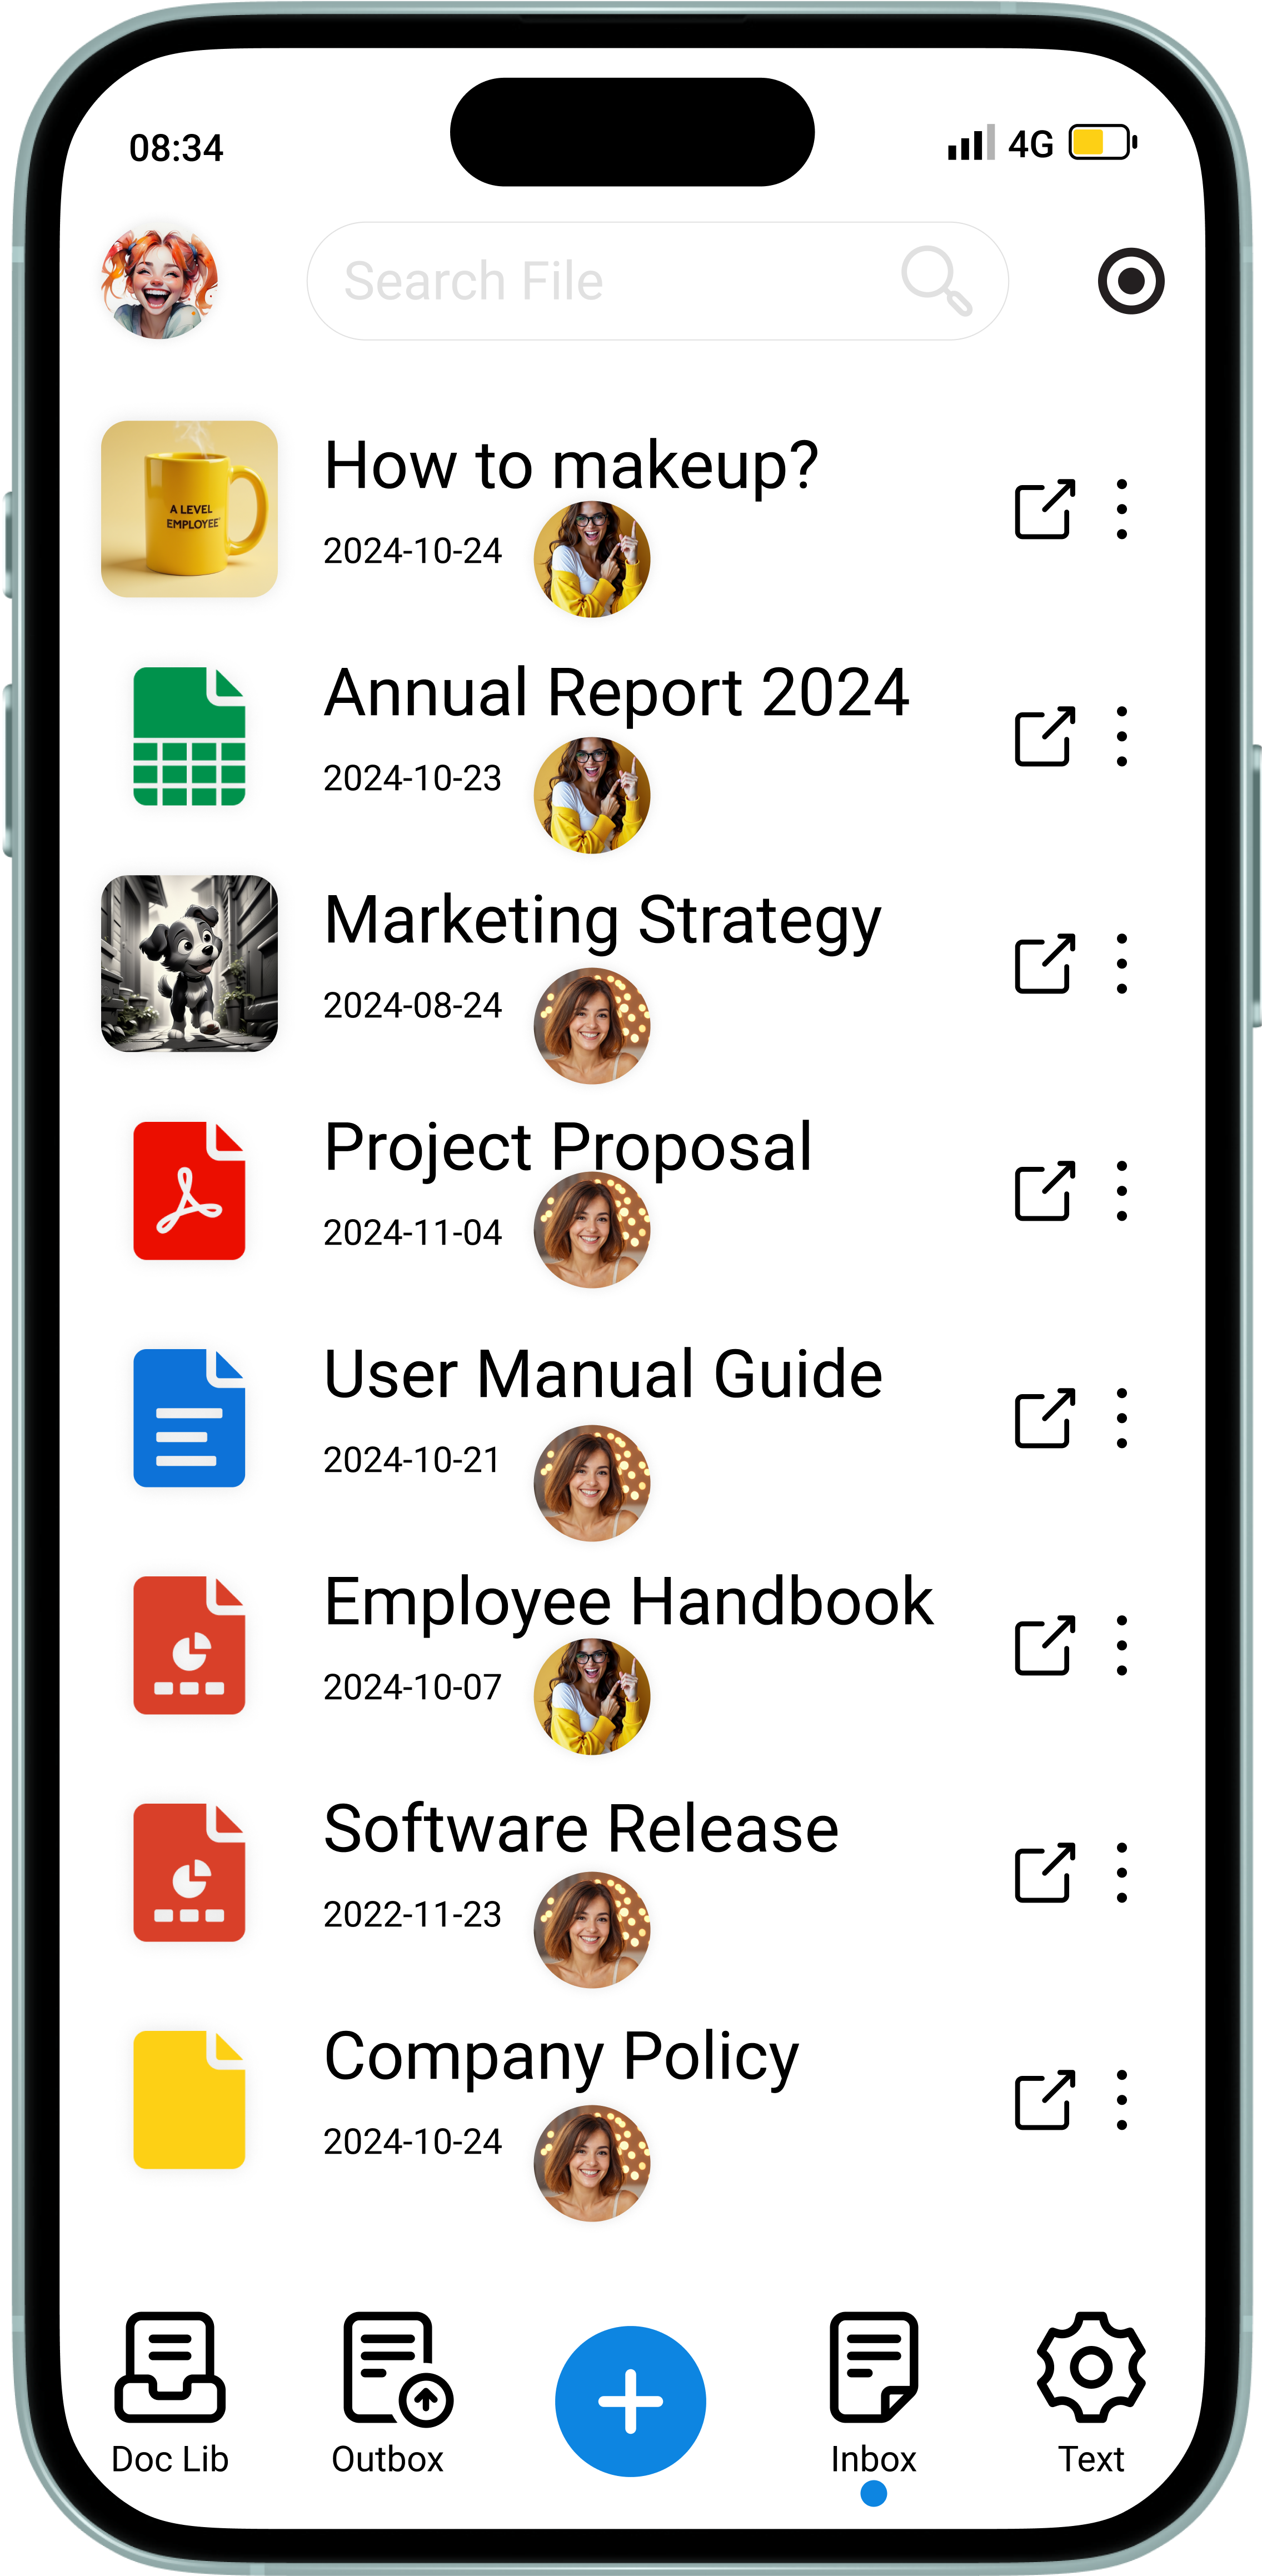 08:34
4G
Search File
A LEVEL
EMPLOYEE
How to makeup?
2024-10-24
Annual Report 2024
2024-10-23
Marketing Strategy
2024-08-24
Project Proposal
2024-11-04
User Manual Guide
2024-10-21
Employee Handbook
2024-10-07
Software Release
2022-11-23
Company Policy
2024-10-24
Doc Lib
Outbox
Inbox
Text